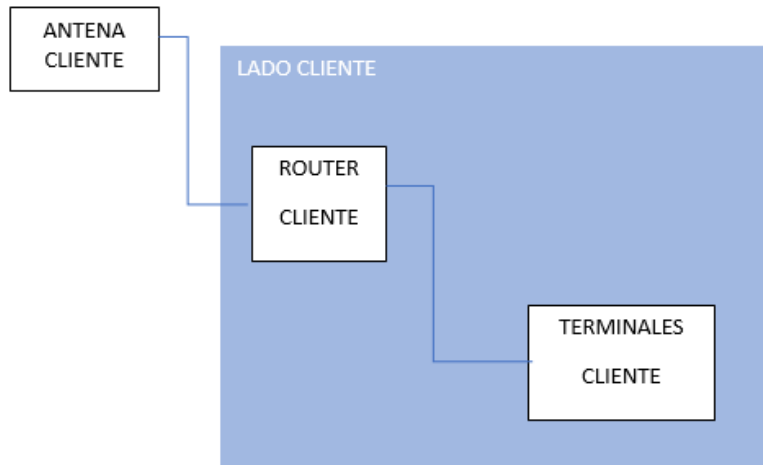 ANTENA
CLIENTE
LADO CLIENTE
ROUTER
CLIENTE
TERMINALES
CLIENTE